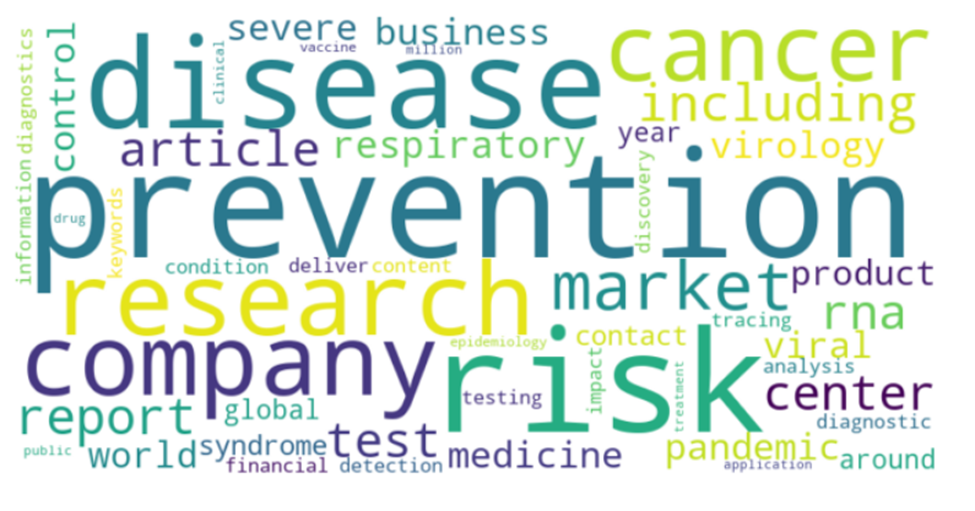 severe business cancer
vaccine million
disease
clinical
control
diagnostics
including
article respiratory year virology
prevention
discovery
information
drug
keywords
condition deliver content
research market product
rna
tracing
company risk contact viral
epidemiology
analysis
testing impact treatment center
report global diagnostic
public world syndrome test medicine pandemic around
financial detection application